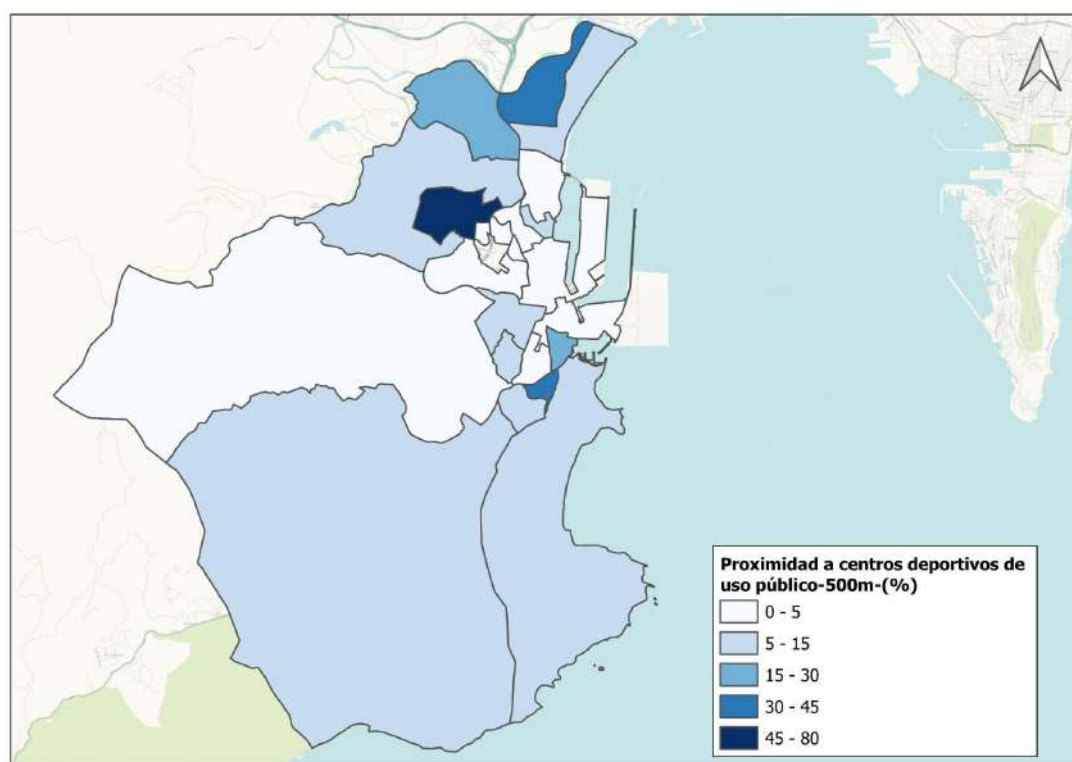 Proximidad a centros deportivos de
uso público-500m-(%)
0 - 5
5 - 15
15 - 30
30 - 45
45 - 80